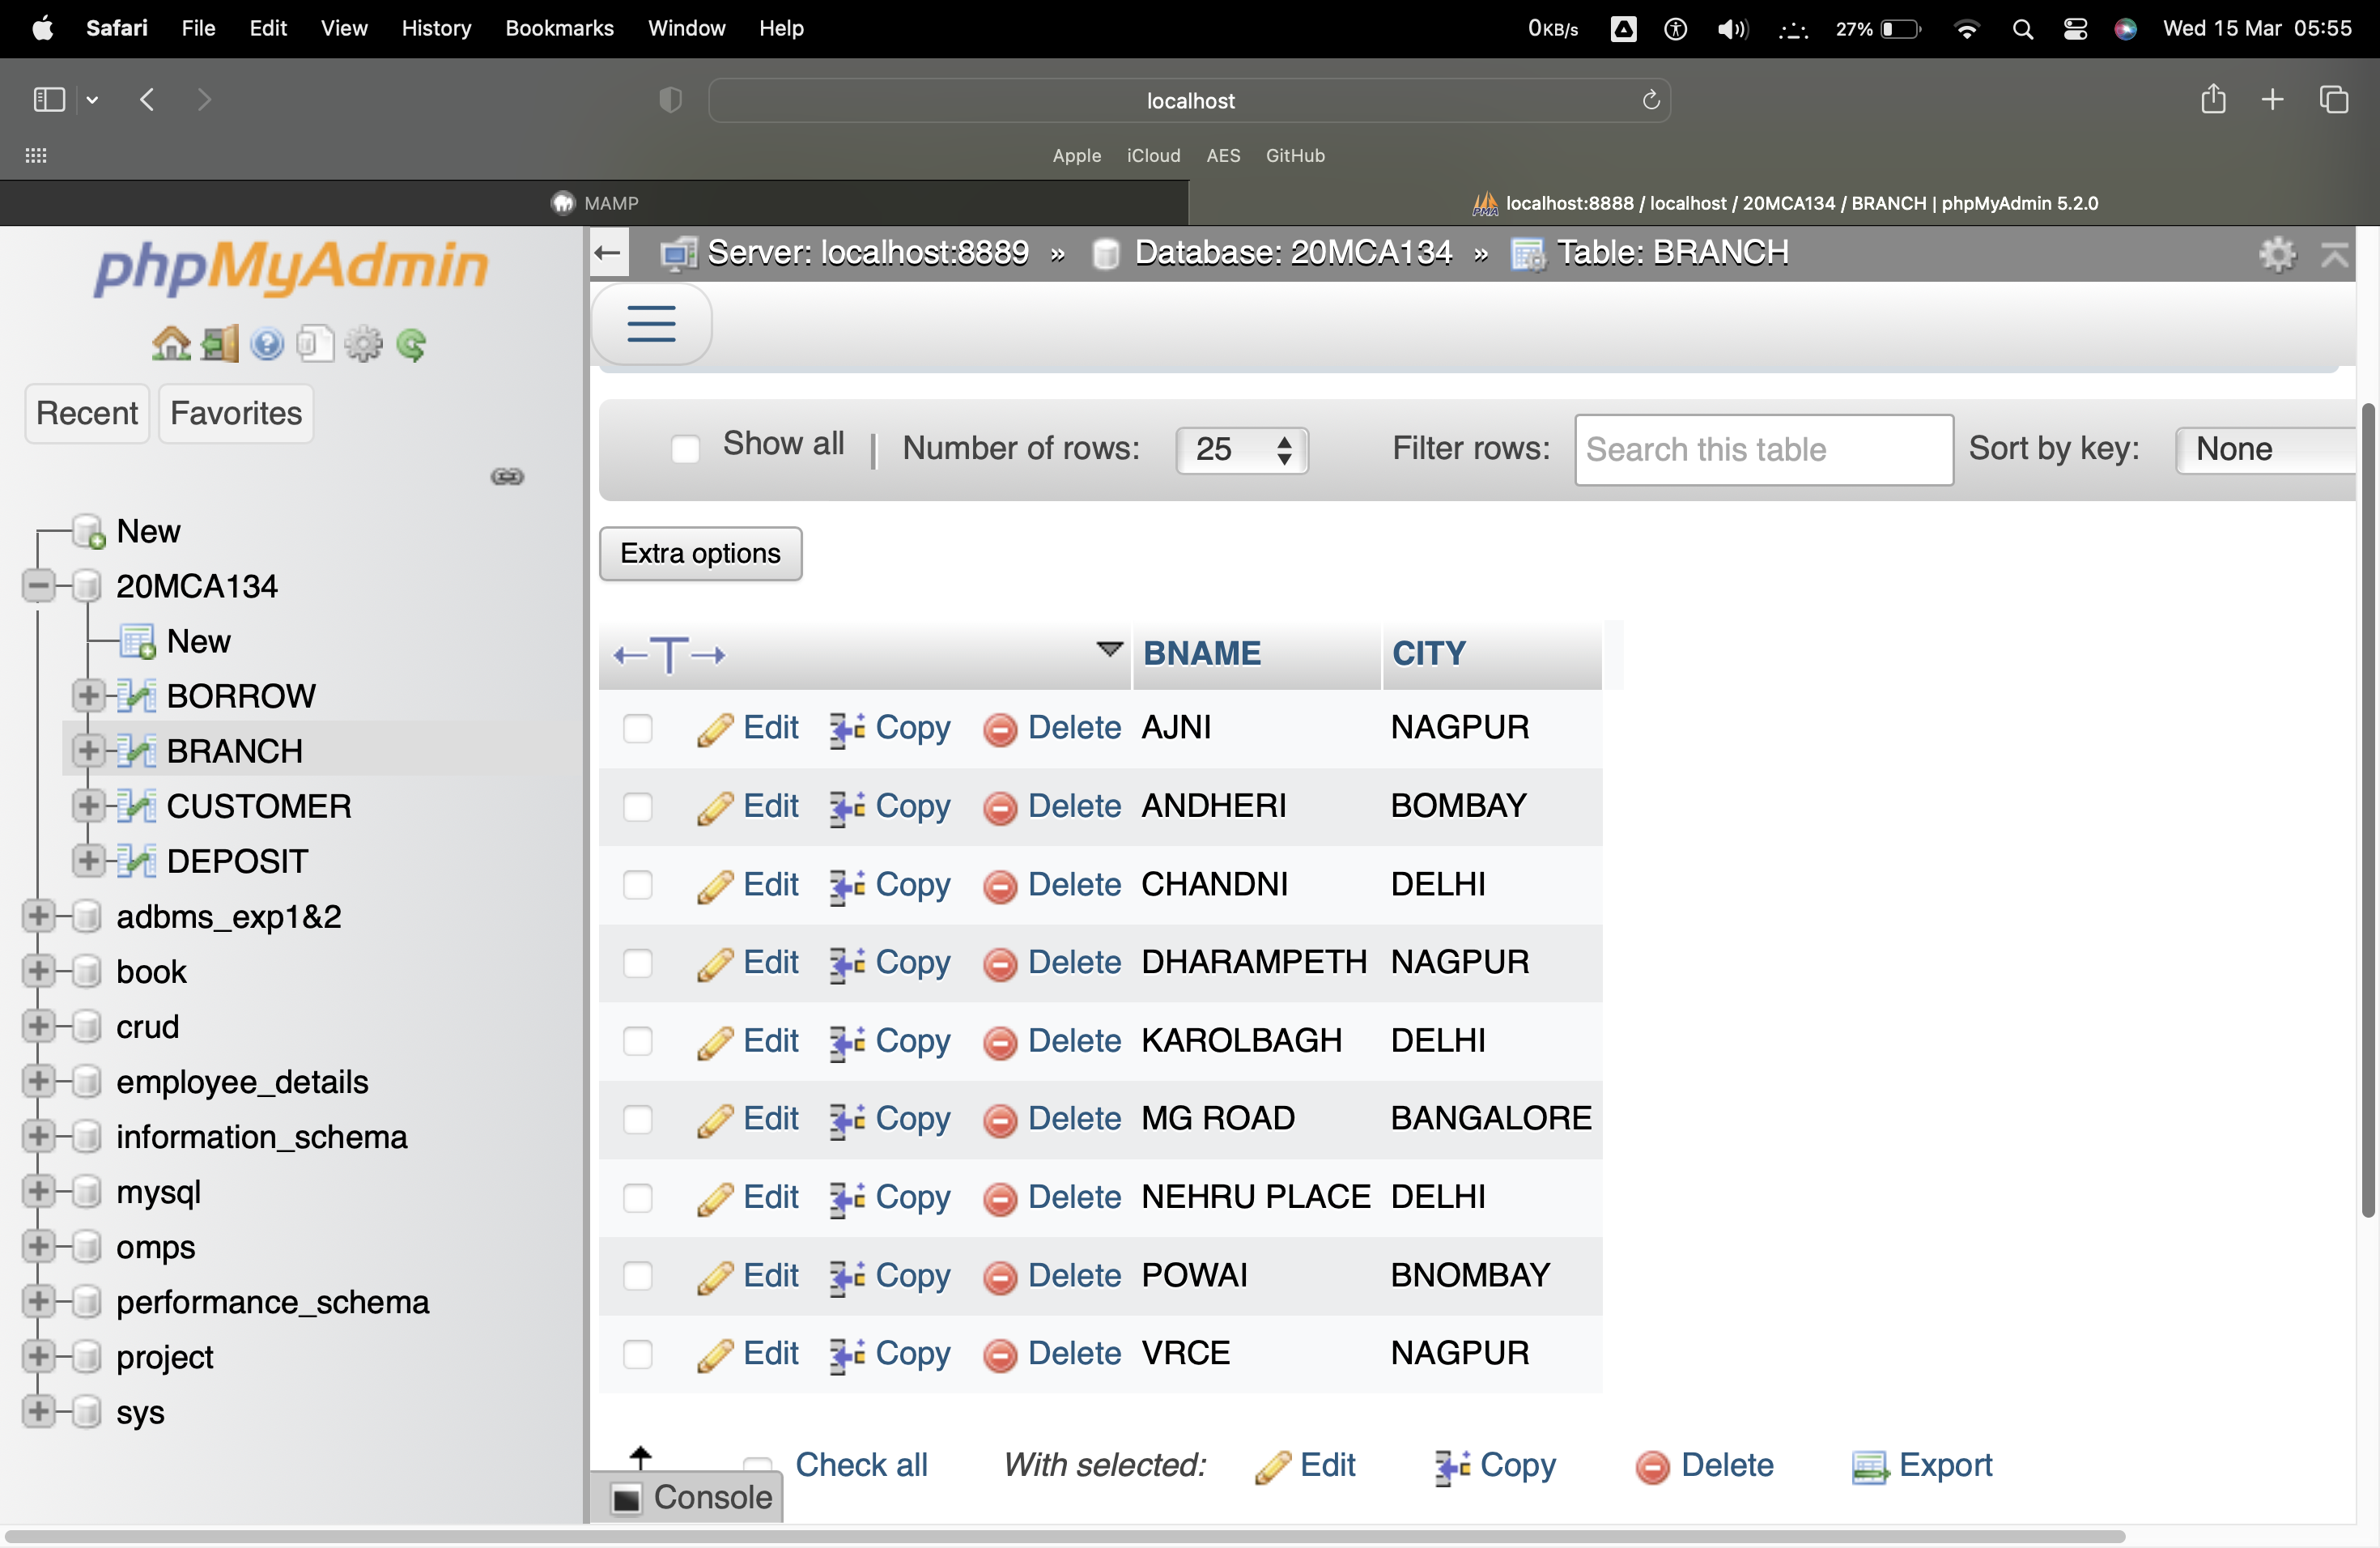 Safari File Edit View History Bookmarks Window Help 0KB/s 27% Wed 15 Mar 05:55
localhost
Apple iCloud AES GitHub
MAMP
PMA localhost:8888 / localhost / 20MCA134 / BRANCH | phpMyAdmin 5.2.0
phpMyAdmin
Recent Favorites
New
20MCA134
New
BORROW
BRANCH
CUSTOMER
DEPOSIT
adbms_exp1&2
book
crud
employee_details
information_schema
mysql
omps
performance_schema
project
sys
Server: localhost:8889 » Database: 20MCA134 » Table: BRANCH
Show all | Number of rows: 25 Filter rows: Search this table Sort by key: None
Extra options
←T→ BNAME CITY
Edit Copy Delete AJNI NAGPUR
Edit Copy Delete ANDHERI BOMBAY
Edit Copy Delete CHANDNI DELHI
Edit Copy Delete DHARAMPETH NAGPUR
Edit Copy Delete KAROLBAGH DELHI
Edit Copy Delete MG ROAD BANGALORE
Edit Copy Delete NEHRU PLACE DELHI
Edit Copy Delete POWAI BNOMBAY
Edit Copy Delete VRCE NAGPUR
Check all With selected: Edit Copy Delete Export
Console